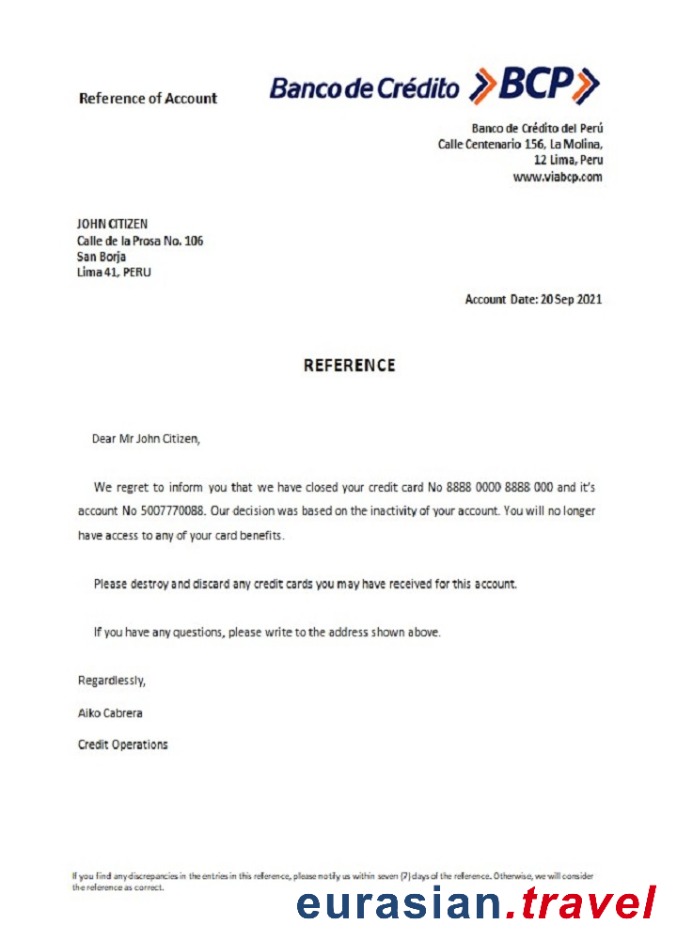 Reference of Account
Banco de Crédito BCP
Banco de Crédito del Perú
Calle Centenario 156, La Molina,
12 Lima, Peru
www.viabcp.com
JOHN CITIZEN
Calle de la Prosa No. 106
San Borja
Lima 41, PERU
Account Date: 20 Sep 2021
REFERENCE
Dear Mr John Citizen,
We regret to inform you that we have closed your credit card No 8888 0000 8888 000 and it's
account No 5007770088. Our decision was based on the inactivity of your account. You will no longer
have access to any of your card benefits.
Please destroy and discard any credit cards you may have received for this account.
If you have any questions, please write to the address shown above.
Regardlessly,
Aiko Cabrera
Credit Operations
If you find any discrepancies in the entries in this reference, please notify us within seven (7) days of the reference. Otherwise, we will consider
the reference as correct.
eurasian.travel